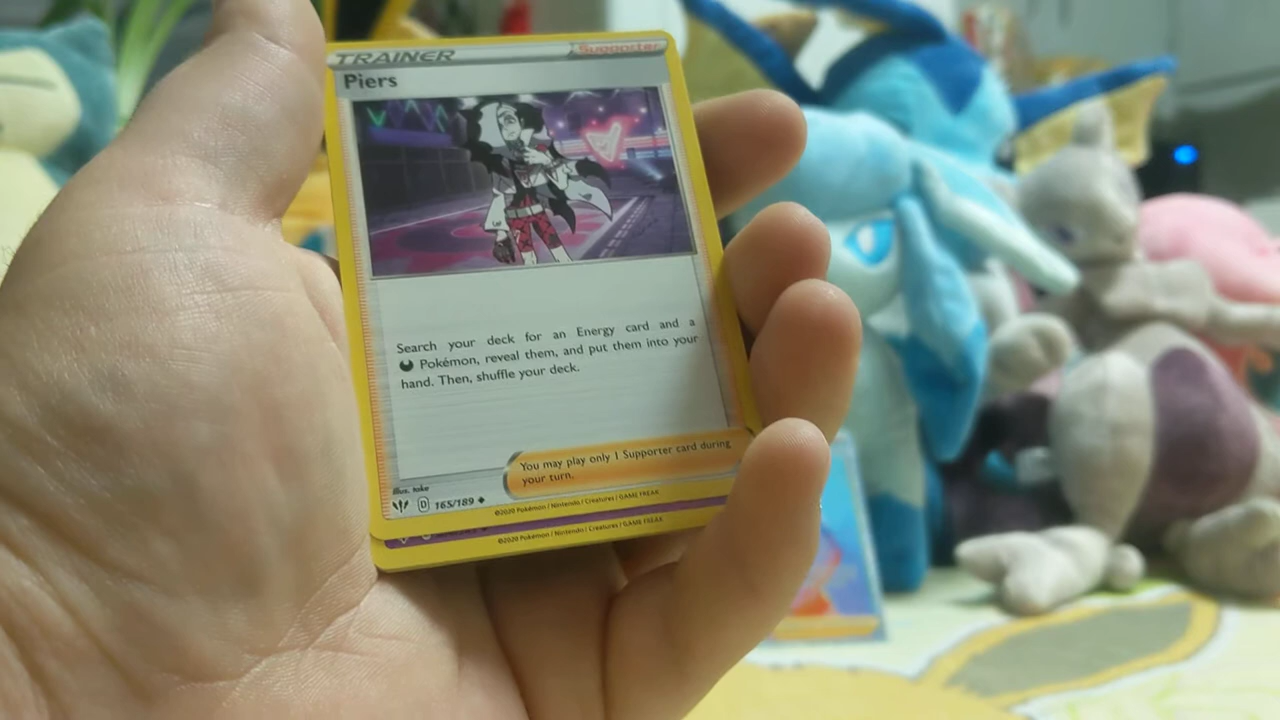 TRAINER
Supporter
Piers
Search your deck for an Energy card and a
Pokémon, reveal them, and put them into your
hand. Then, shuffle your deck.
You may play only 1 Supporter card during
your turn.
Illus. take
D 165/189
©2020 Pokémon / Nintendo / Creatures / GAME FREAK
©2020 Pokémon / Nintendo / Creatures / GAME FREAK